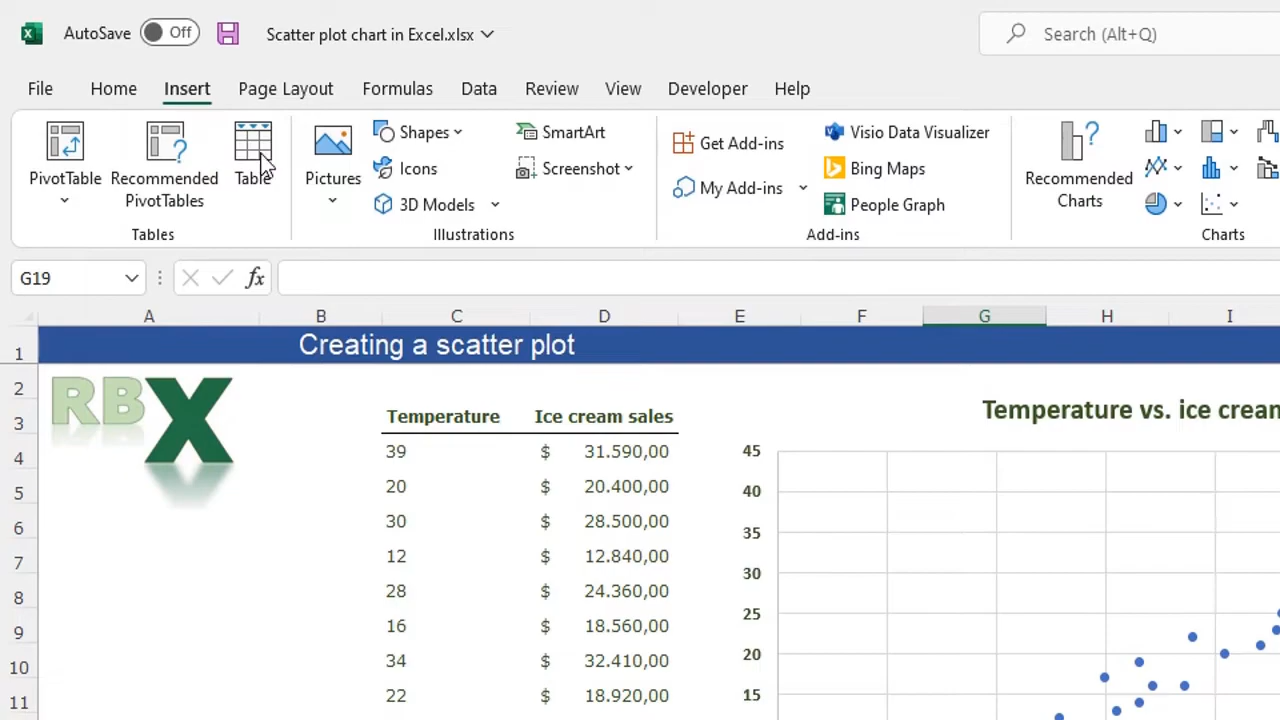 AutoSave Off Scatter plot chart in Excel.xlsx Search (Alt+Q)
File Home Insert Page Layout Formulas Data Review View Developer Help
PivotTable
Recommended
PivotTables
Table
Tables
Pictures
Shapes
Icons
3D Models
SmartArt
Screenshot
Illustrations
Get Add-ins
My Add-ins
Visio Data Visualizer
Bing Maps
People Graph
Add-ins
Recommended
Charts
Charts
G19 fx
A B C D E F G H I
1 Creating a scatter plot
2
RBX
3 Temperature Ice cream sales
4 39 $ 31.590,00
5 20 $ 20.400,00
6 30 $ 28.500,00
7 12 $ 12.840,00
8 28 $ 24.360,00
9 16 $ 18.560,00
10 34 $ 32.410,00
11 22 $ 18.920,00
Temperature vs. ice cream
45
40
35
30
25
20
15